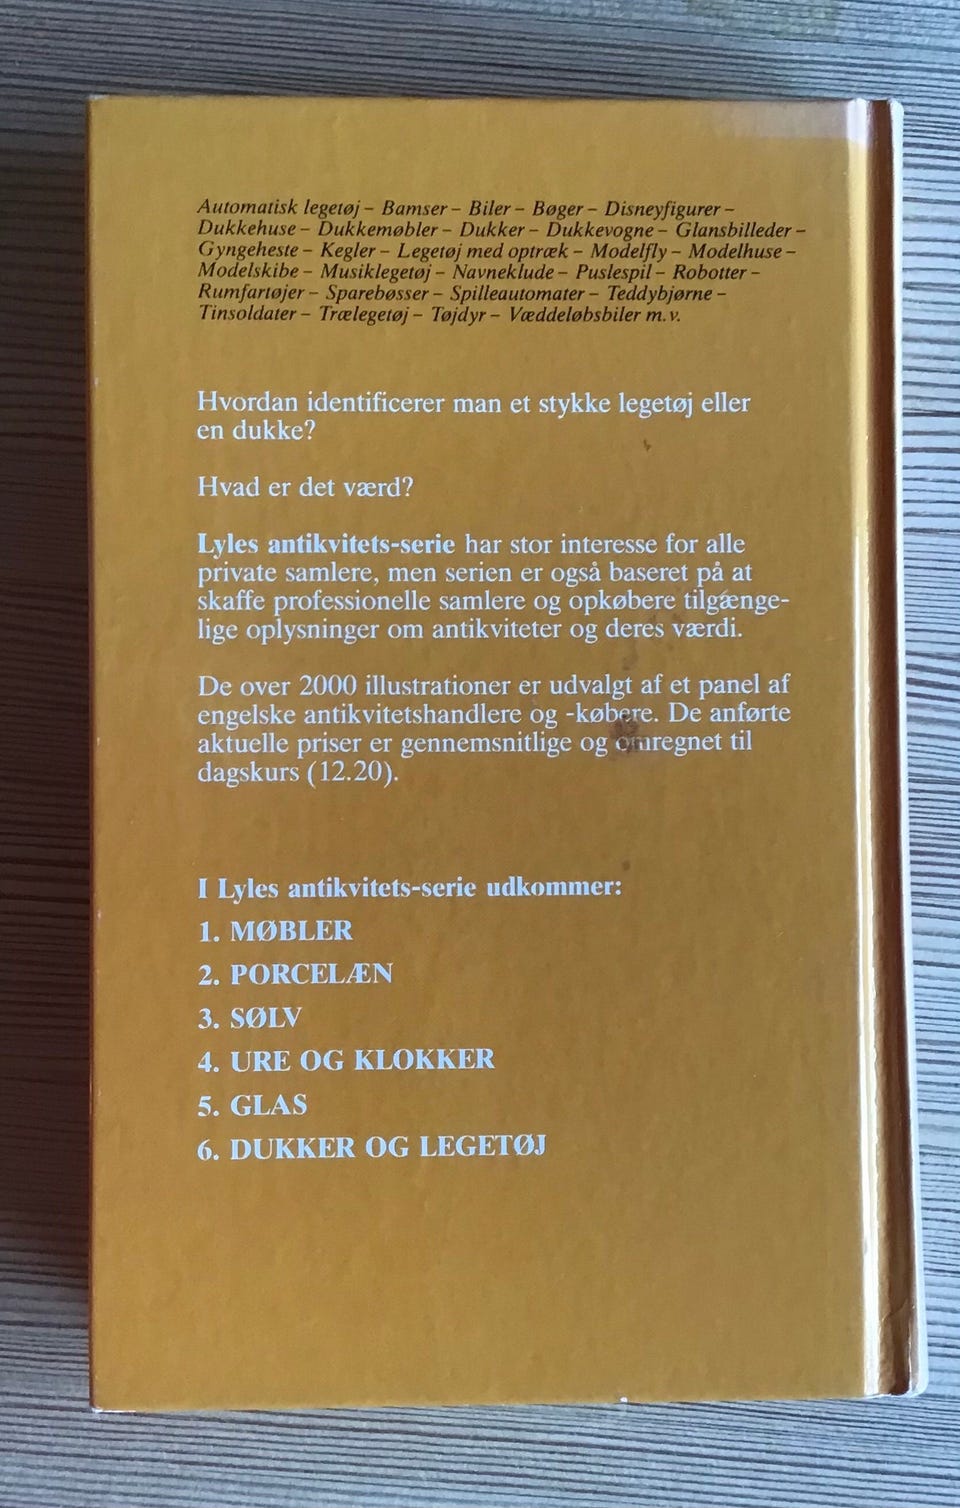 Automatisk legetøj – Bamser – Biler – Bøger – Disneyfigurer –
Dukkehuse – Dukkemøbler – Dukker – Dukkevogne – Glansbilleder –
Gyngeheste – Kegler – Legetøj med optræk – Modelfly – Modelhuse –
Modelskibe – Musiklegetøj – Navneklude – Puslespil – Robotter –
Rumfartøjer – Sparebøsser – Spilleautomater – Teddybjørne –
Tinsoldater – Trælegetøj – Tøjdyr – Væddeløbsbiler m.v.
Hvordan identificerer man et stykke legetøj eller
en dukke?
Hvad er det værd?
Lyles antikvitets-serie har stor interesse for alle
private samlere, men serien er også baseret på at
skaffe professionelle samlere og opkøbere tilgænge-
lige oplysninger om antikviteter og deres værdi.
De over 2000 illustrationer er udvalgt af et panel af
engelske antikvitetshandlere og -købere. De anførte
aktuelle priser er gennemsnitlige og omregnet til
dagskurs (12.20).
I Lyles antikvitets-serie udkommer:
1. MØBLER
2. PORCELÆN
3. SØLV
4. URE OG KLOKKER
5. GLAS
6. DUKKER OG LEGETØJ